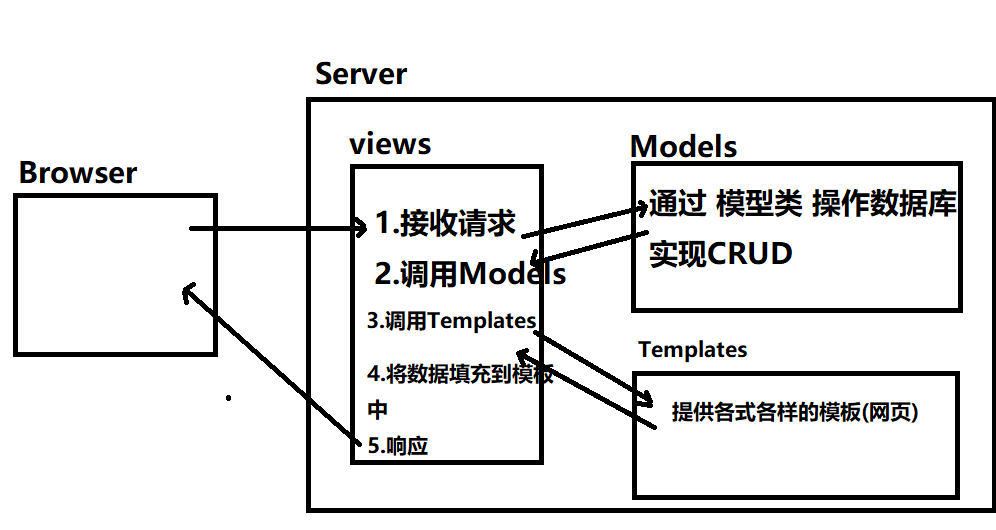 Server
Browser
views
1.接收请求
2.调用Models
3.调用Templates
4.将数据填充到模板
中
5.响应
Models
通过 模型类 操作数据库
实现CRUD
Templates
提供各式各样的模板(网页)